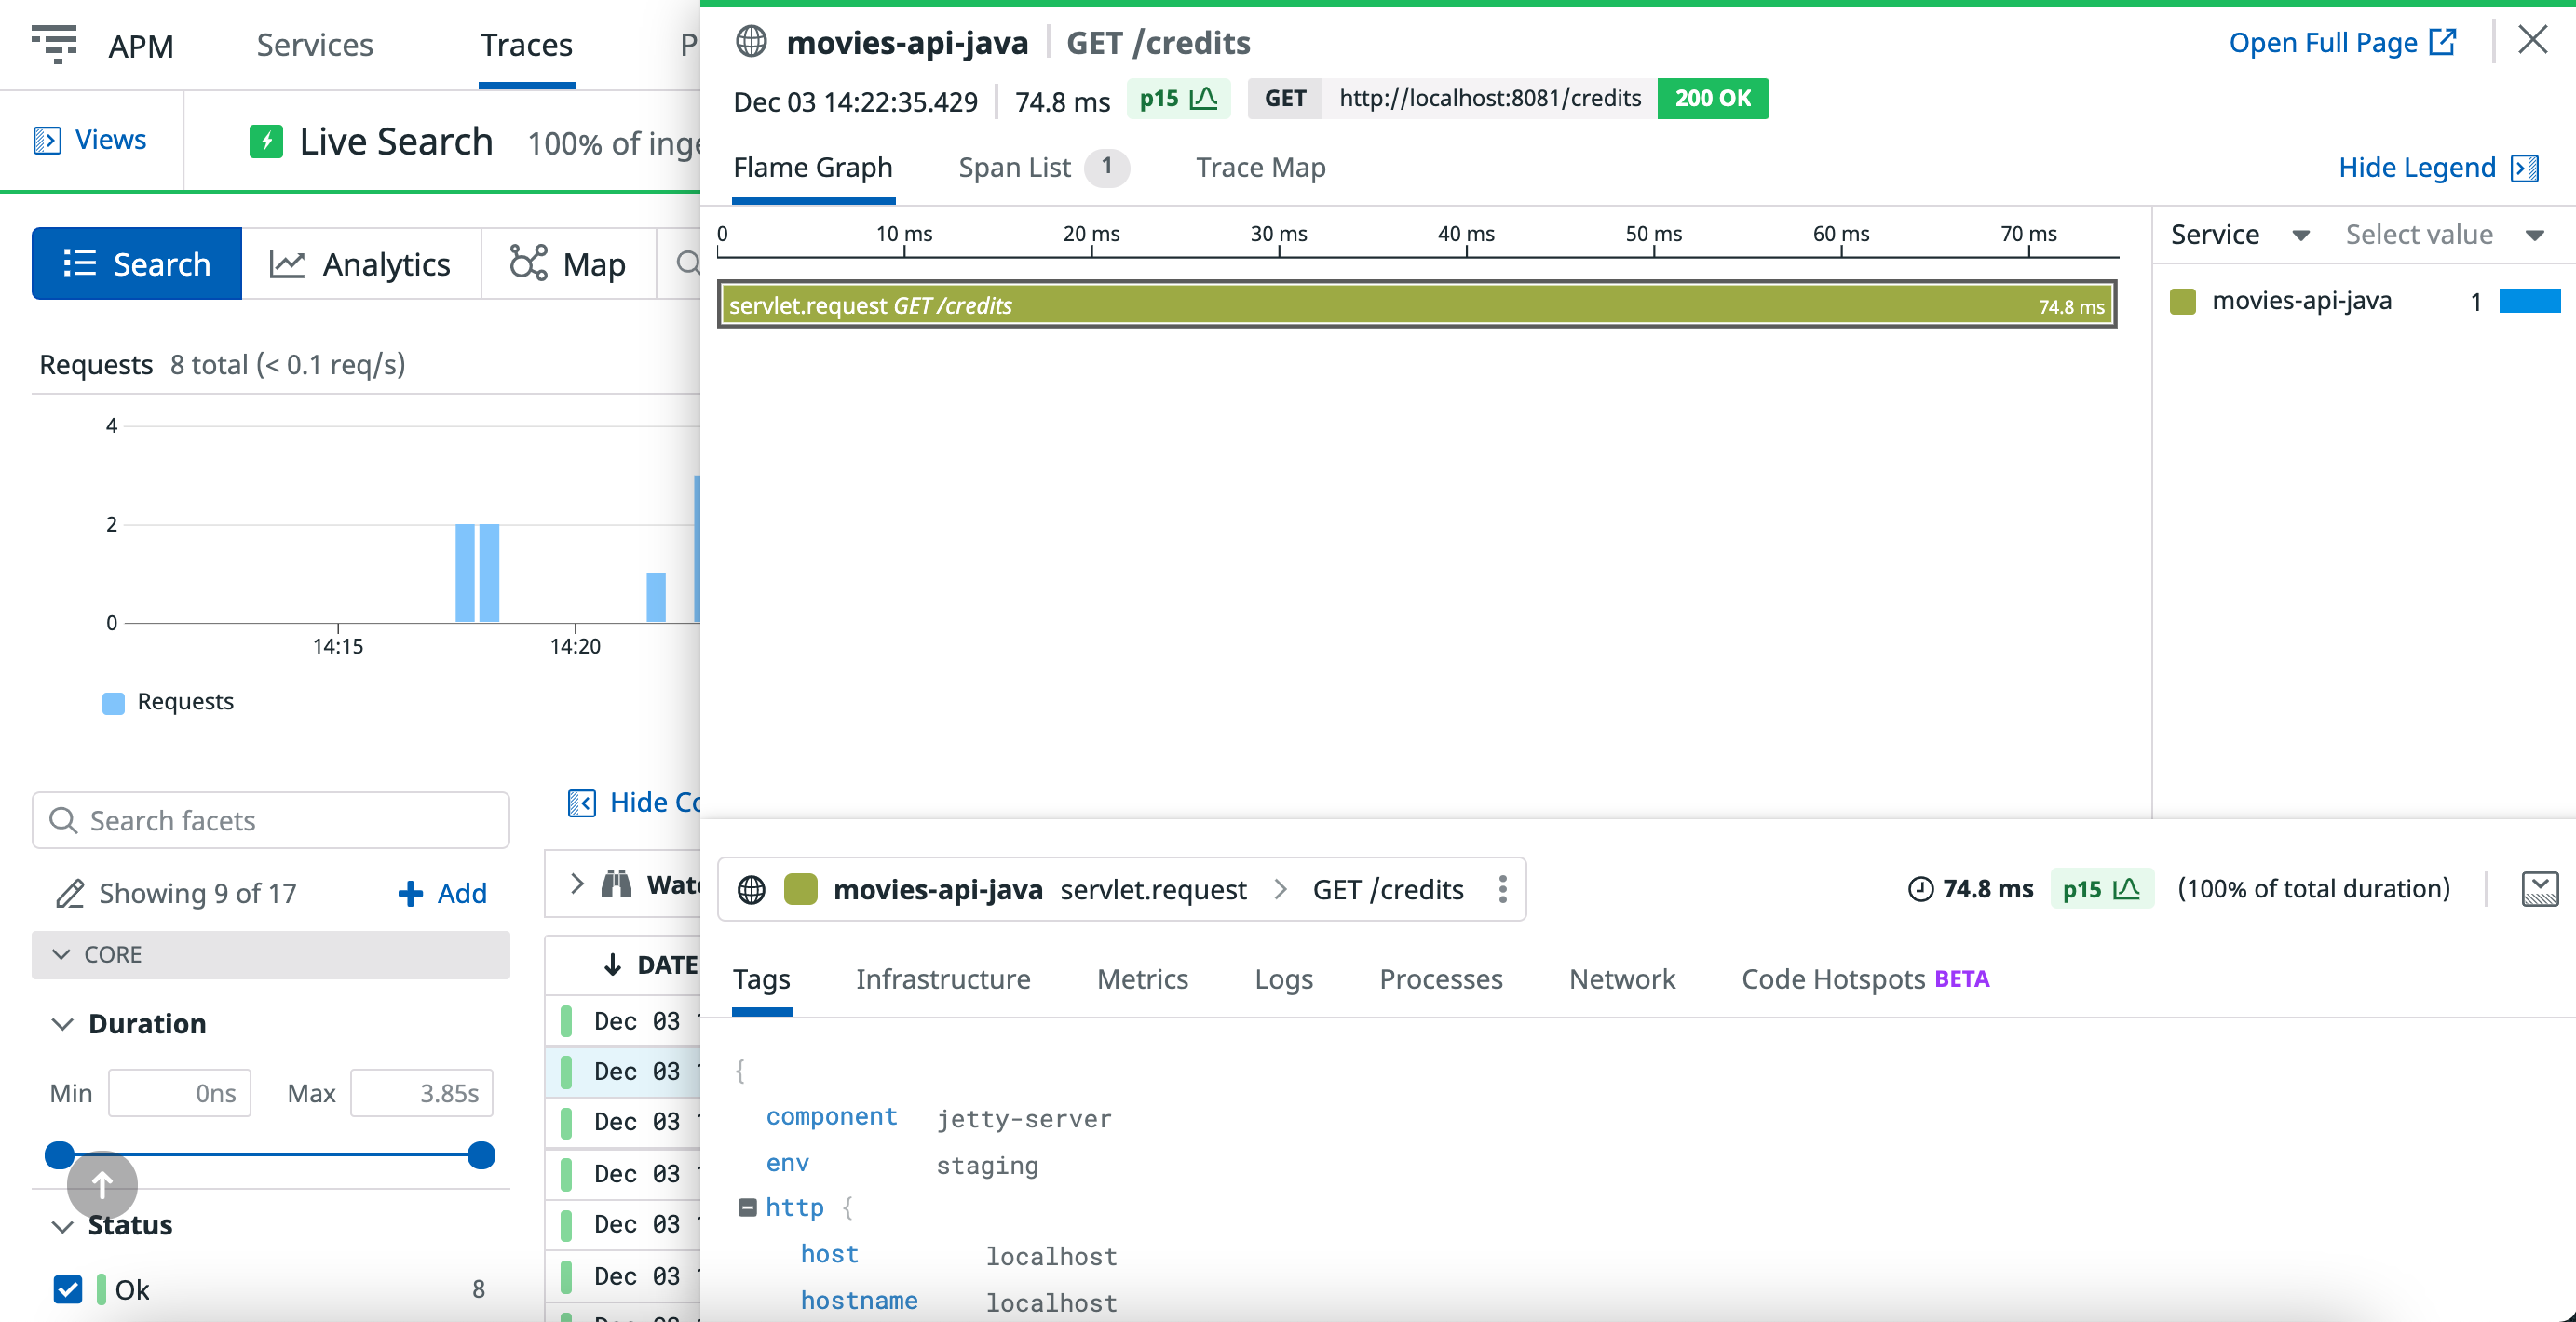 APM
Services
Traces
P
Views
Live Search 100% of inge
Search
Analytics
Map
Requests 8 total (< 0.1 req/s)
4
2
0
14:15
14:20
Requests
Search facets
Showing 9 of 17
Add
CORE
Duration
Min 0ns Max 3.85s
Status
Ok 8
Hide Co
Watc
DATE
Dec 03
Dec 03
Dec 03
Dec 03
Dec 03
Dec 03
movies-api-java GET /credits
Open Full Page
Dec 03 14:22:35.429 74.8 ms p15 GET http://localhost:8081/credits 200 OK
Flame Graph Span List 1 Trace Map
Hide Legend
0 10 ms 20 ms 30 ms 40 ms 50 ms 60 ms 70 ms
servlet.request GET /credits 74.8 ms
Service Select value
movies-api-java 1
movies-api-java servlet.request GET /credits
74.8 ms p15 (100% of total duration)
Tags Infrastructure Metrics Logs Processes Network Code Hotspots BETA
{
component jetty-server
env staging
http {
host localhost
hostname localhost